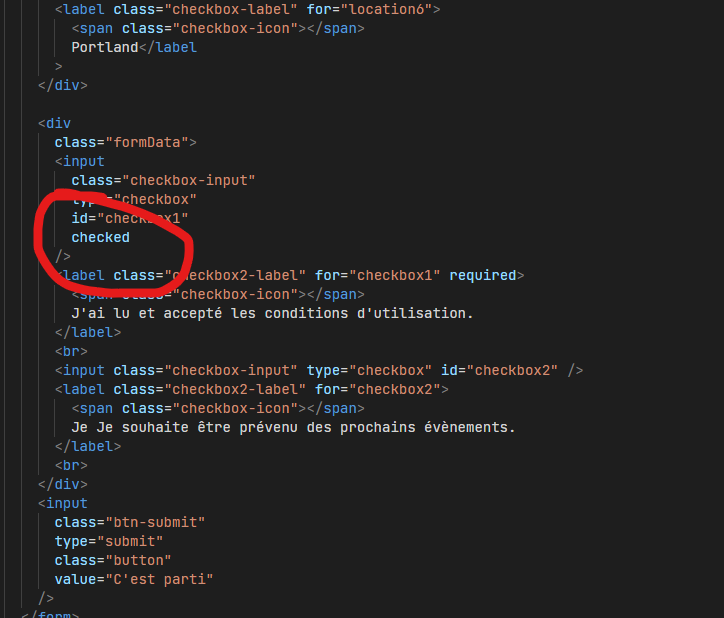 <label class="checkbox-label" for="location6">
<span class="checkbox-icon"></span>
Portland</label
>
</div>
<div
class="formData">
<input
class="checkbox-input"
type="checkbox"
id="checkbox1"
checked
/>
<label class="checkbox2-label" for="checkbox1" required>
<span class="checkbox-icon"></span>
J'ai lu et accepté les conditions d'utilisation.
</label>
<br>
<input class="checkbox-input" type="checkbox" id="checkbox2" />
<label class="checkbox2-label" for="checkbox2">
<span class="checkbox-icon"></span>
Je Je souhaite être prévenu des prochains évènements.
</label>
<br>
</div>
<input
class="btn-submit"
type="submit"
class="button"
value="C'est parti"
/>
</form>